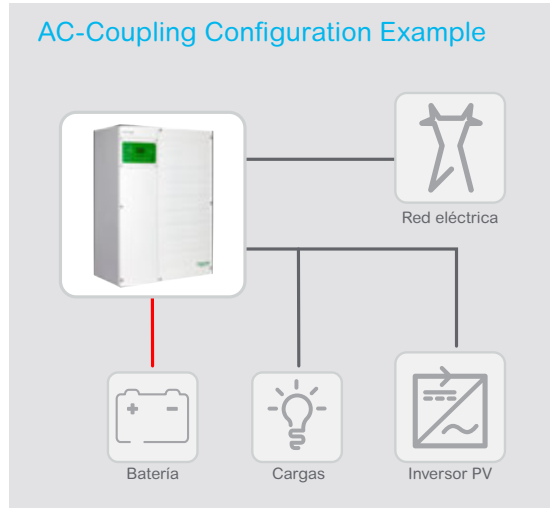 AC-Coupling Configuration Example
Red eléctrica
Batería
Cargas
Inversor PV